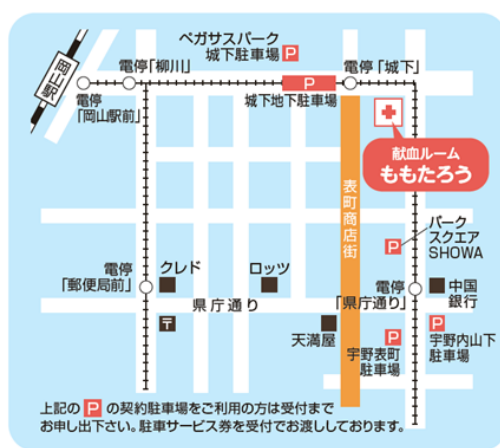 ペガサスパーク
城下駐車場 P
岡山駅
電停「柳川」
P
電停「城下」
電停
「岡山駅前」
城下地下駐車場
献血ルーム
ももたろう
表町商店街
P
パーク
スクエア
SHOWA
電停
「郵便局前」
クレド
ロッツ
電停
「県庁通り」
中国
銀行
県庁通り
〒
天満屋
P
宇野表町
駐車場
P
宇野内山下
駐車場
上記の P の契約駐車場をご利用の方は受付まで
お申し出下さい。駐車サービス券を受付でお渡ししております。